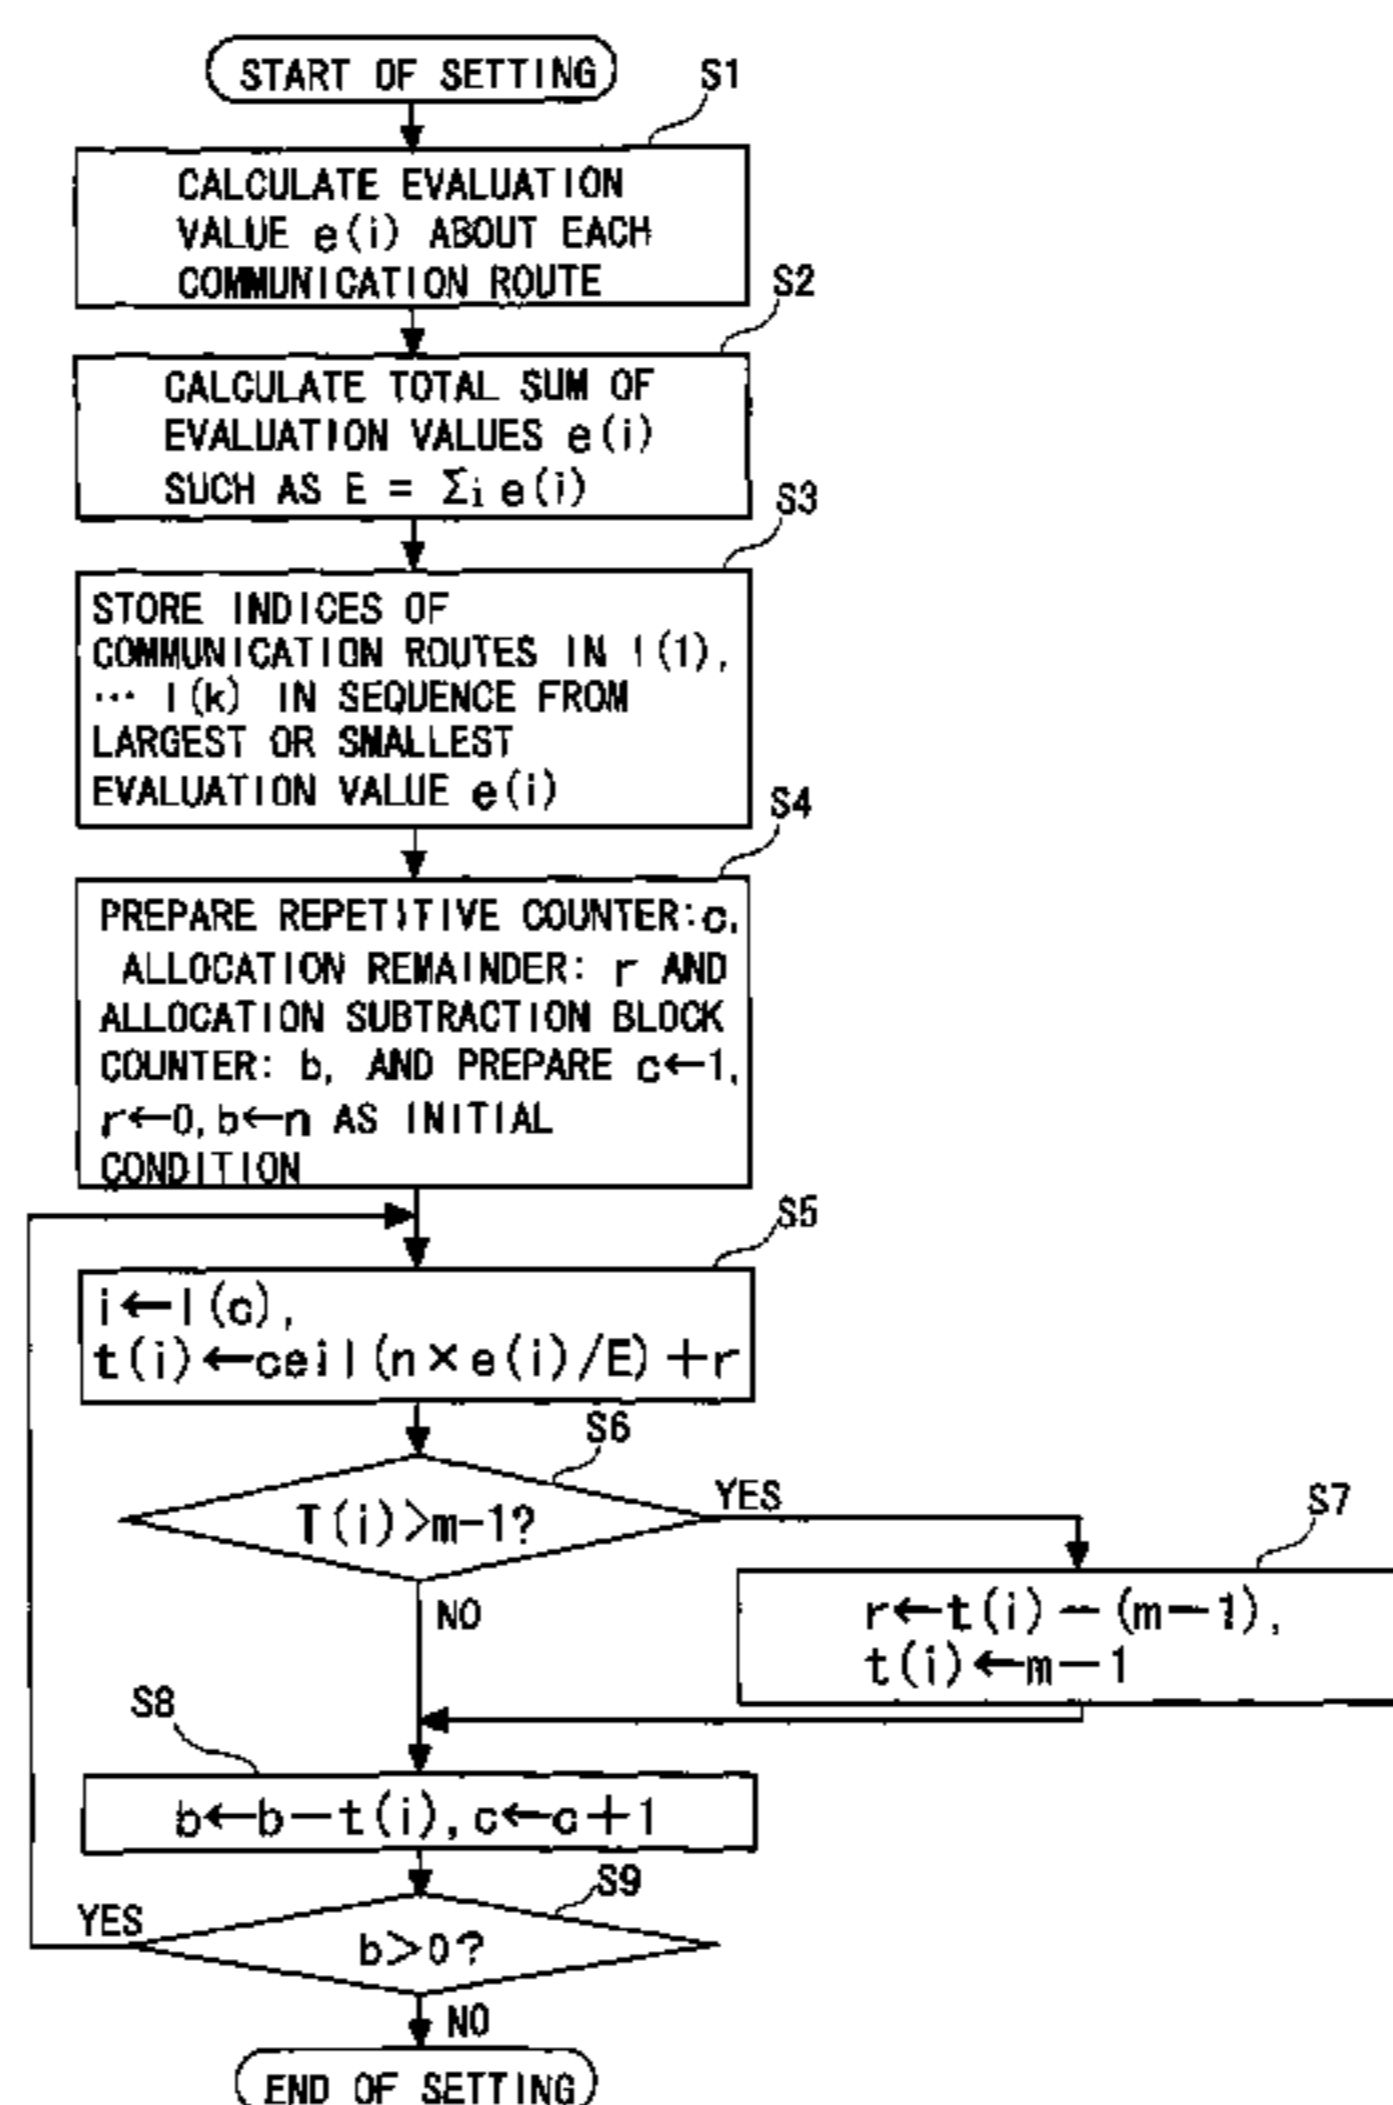 START OF SETTING
S1
CALCULATE EVALUATION
VALUE e(i) ABOUT EACH
COMMUNICATION ROUTE
S2
CALCULATE TOTAL SUM OF
EVALUATION VALUES e(i)
SUCH AS E = Σi e(i)
S3
STORE INDICES OF
COMMUNICATION ROUTES IN I(1),
⋯ I(k) IN SEQUENCE FROM
LARGEST OR SMALLEST
EVALUATION VALUE e(i)
S4
PREPARE REPETITIVE COUNTER:c,
ALLOCATION REMAINDER: r AND
ALLOCATION SUBTRACTION BLOCK
COUNTER: b, AND PREPARE c←1,
r←0,b←n AS INITIAL
CONDITION
S5
i←I(c),
t(i)←ceil(n×e(i)/E)+r
S6
T(i)>m-1?
YES
NO
S7
r←t(i)-(m-1),
t(i)←m-1
S8
b←b-t(i),c←c+1
S9
b>0?
YES
NO
END OF SETTING